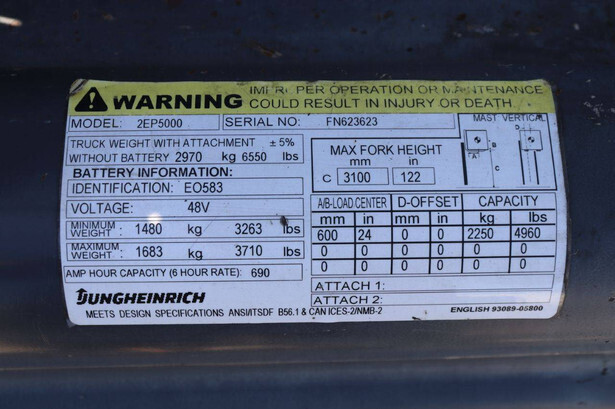 WARNING IMPROPER OPERATION OR MAINTENANCE
COULD RESULT IN INJURY OR DEATH.
MODEL: 2EP5000 SERIAL NO: FN623623
TRUCK WEIGHT WITH ATTACHMENT ± 5%
WITHOUT BATTERY 2970 kg 6550 lbs
BATTERY INFORMATION:
IDENTIFICATION: EO583
VOLTAGE: 48V
MINIMUM WEIGHT : 1480 kg 3263 lbs
MAXIMUM WEIGHT : 1683 kg 3710 lbs
AMP HOUR CAPACITY (6 HOUR RATE): 690
MAX FORK HEIGHT
mm in
C 3100 122
MAST VERTICAL
A B
C
A/B-LOAD CENTER D-OFFSET CAPACITY
mm in mm in kg lbs
600 24 0 0 2250 4960
0 0 0 0 0 0
0 0 0 0 0 0
ATTACH 1:
ATTACH 2:
JUNGHEINRICH
MEETS DESIGN SPECIFICATIONS ANSI/ITSDF B56.1 & CAN ICES-2/NMB-2
ENGLISH 93089-05800